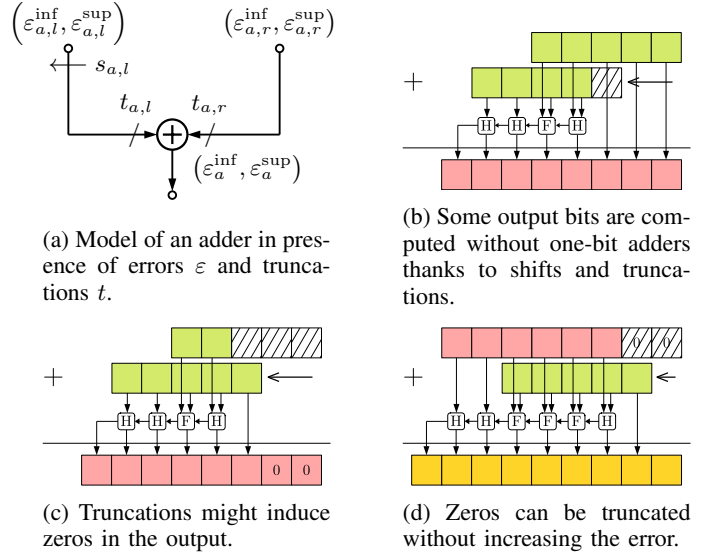 (ε_{a,l}^{inf}, ε_{a,l}^{sup}) (ε_{a,r}^{inf}, ε_{a,r}^{sup})
s_{a,l}
t_{a,l} t_{a,r}
+
(ε_a^{inf}, ε_a^{sup})
(a) Model of an adder in pres-
ence of errors ε and trunca-
tions t.
+
H H F H
(b) Some output bits are com-
puted without one-bit adders
thanks to shifts and trunca-
tions.
+
H H F H
0 0
(c) Truncations might induce
zeros in the output.
0 0
+
H H F F F H
(d) Zeros can be truncated
without increasing the error.